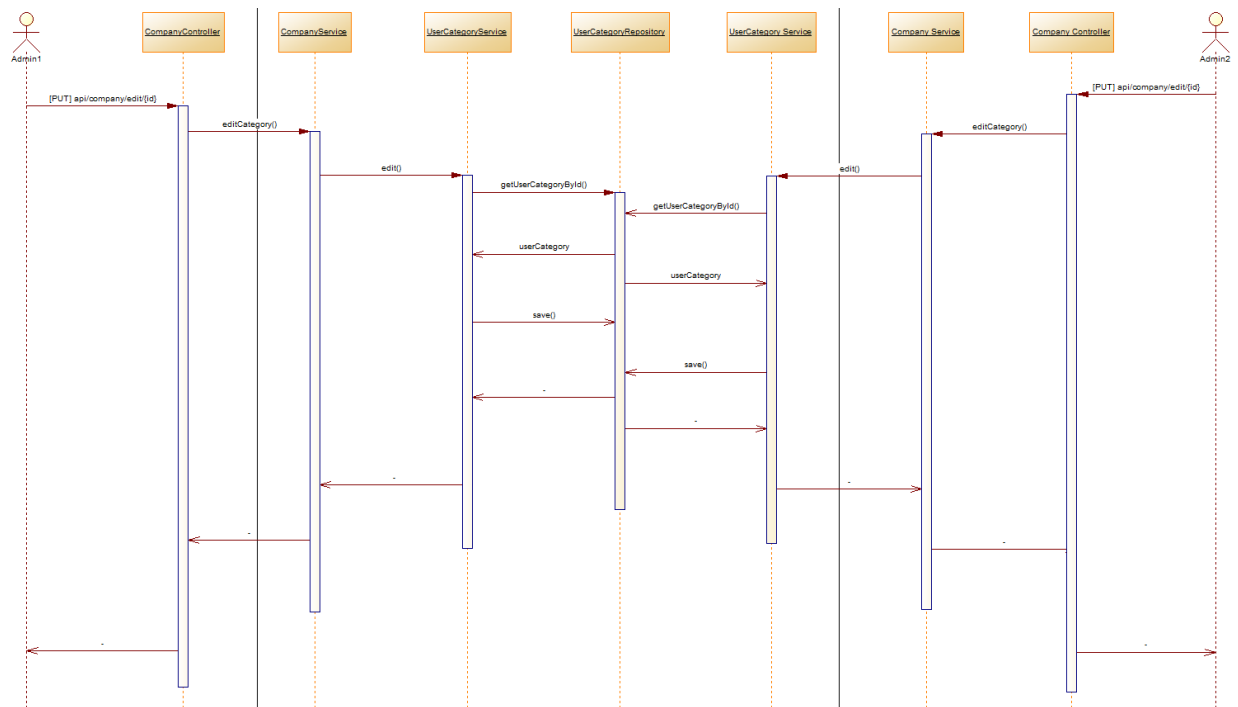 CompanyController
CompanyService
UserCategoryService
UserCategoryRepository
UserCategory Service
Company Service
Company Controller
Admin1
Admin2
[PUT] api/company/edit/{id}
[PUT] api/company/edit/{id}
editCategory()
editCategory()
edit()
edit()
getUserCategoryById()
getUserCategoryById()
userCategory
userCategory
save()
save()
-
-
-
-
-
-
-
-